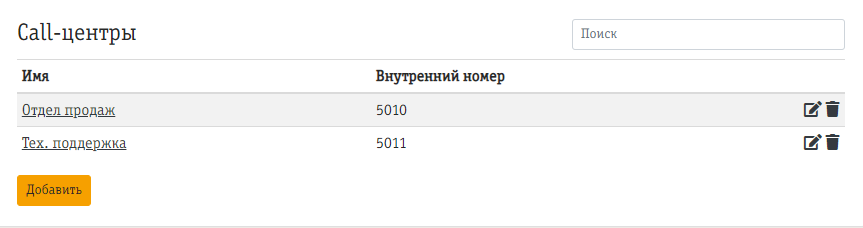 Call-центры
Поиск
Имя Внутренний номер
Отдел продаж 5010
Тех. поддержка 5011
Добавить